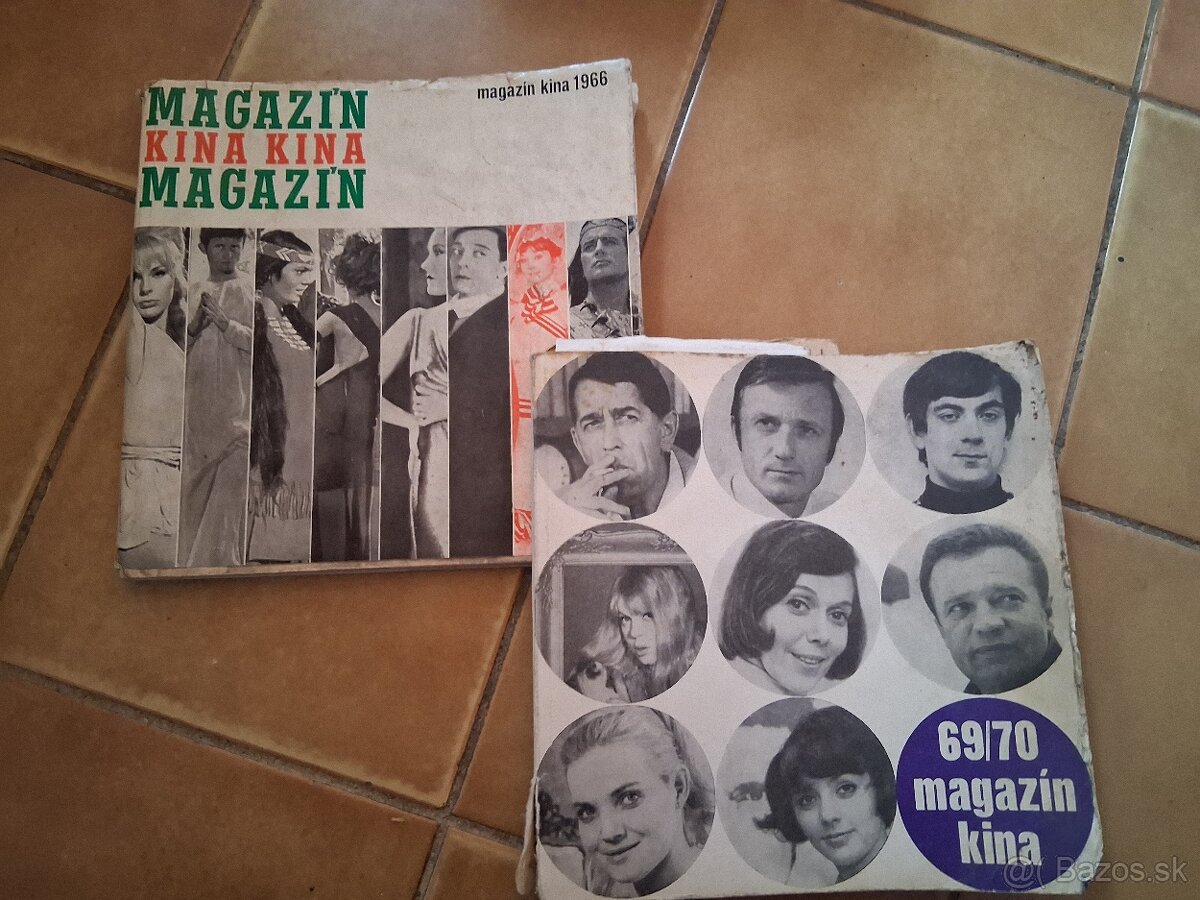 MAGAZÍN
KINA KINA
MAGAZÍN
magazín kina 1966
69/70
magazín
kina
@( Bazos.sk